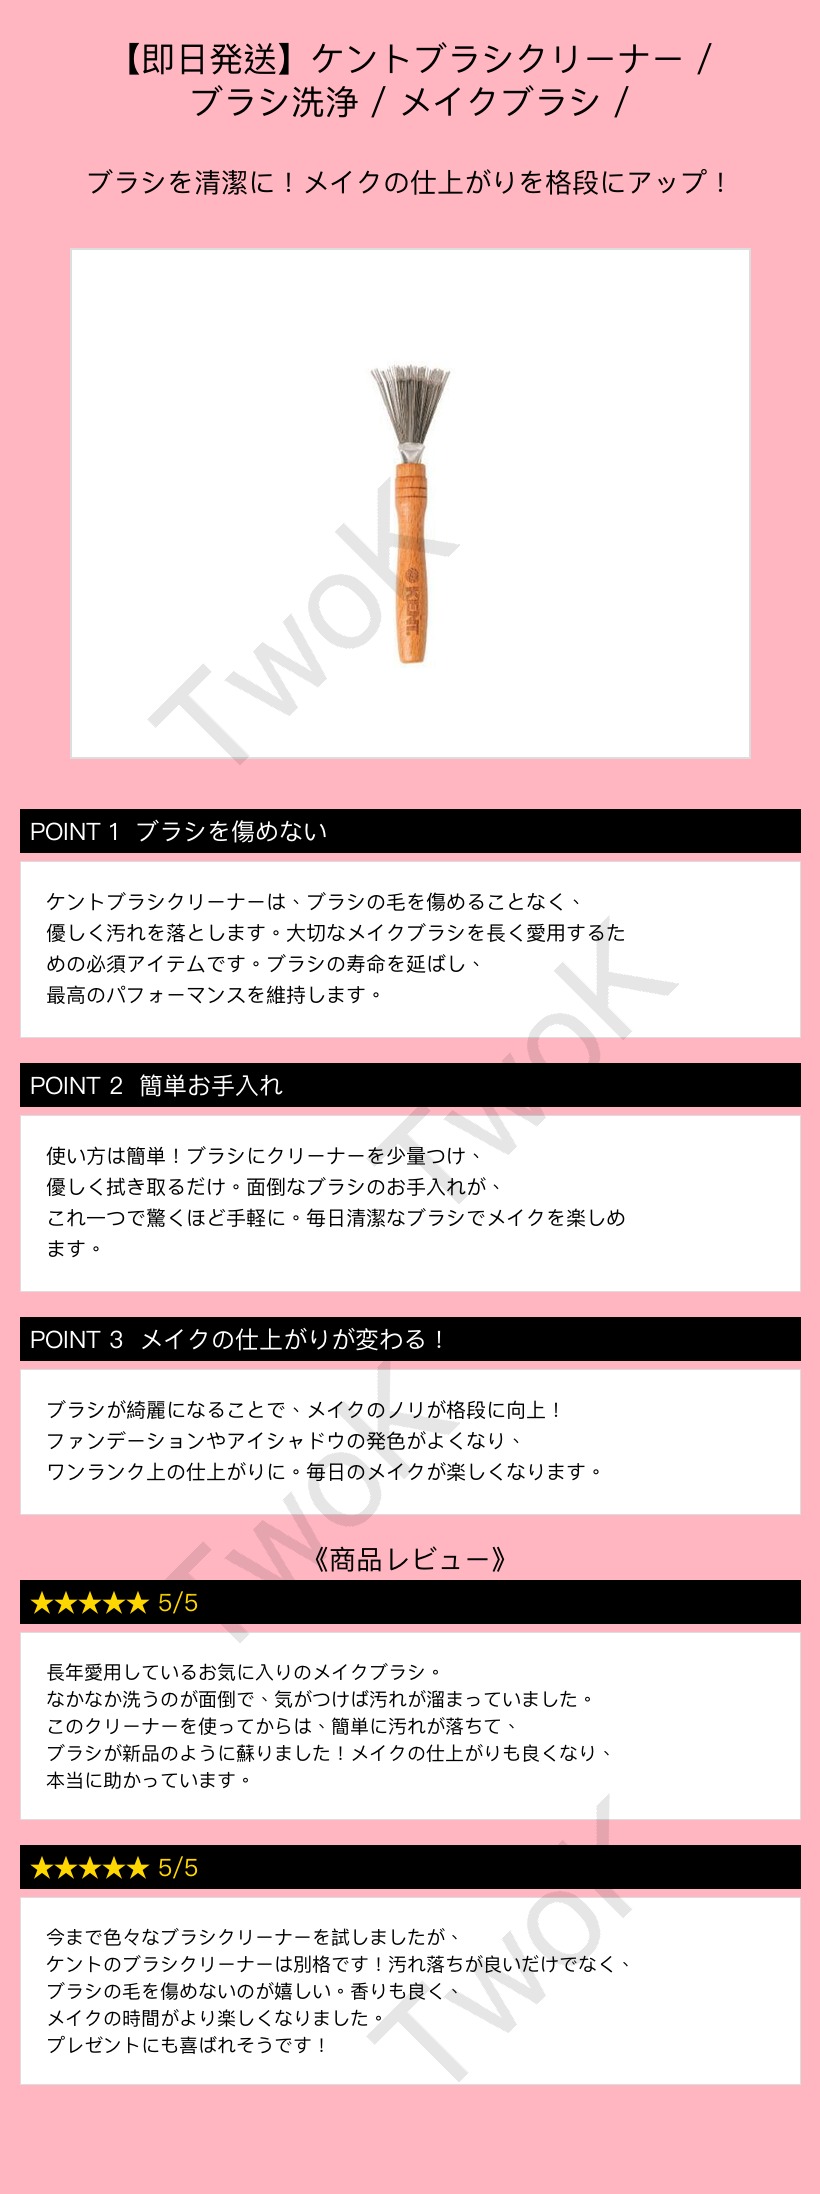 【即日発送】ケントブラシクリーナー /
ブラシ洗浄 / メイクブラシ /
ブラシを清潔に！メイクの仕上がりを格段にアップ！
KENT.
TwoK
POINT 1 ブラシを傷めない
ケントブラシクリーナーは、ブラシの毛を傷めることなく、
優しく汚れを落とします。大切なメイクブラシを長く愛用するた
めの必須アイテムです。ブラシの寿命を延ばし、
最高のパフォーマンスを維持します。
TwoK
POINT 2 簡単お手入れ
使い方は簡単！ブラシにクリーナーを少量つけ、
優しく拭き取るだけ。面倒なブラシのお手入れが、
これ一つで驚くほど手軽に。毎日清潔なブラシでメイクを楽しめ
ます。
POINT 3 メイクの仕上がりが変わる！
ブラシが綺麗になることで、メイクのノリが格段に向上！
ファンデーションやアイシャドウの発色がよくなり、
ワンランク上の仕上がりに。毎日のメイクが楽しくなります。
TwoK
《商品レビュー》
★★★★★ 5/5
長年愛用しているお気に入りのメイクブラシ。
なかなか洗うのが面倒で、気がつけば汚れが溜まっていました。
このクリーナーを使ってからは、簡単に汚れが落ちて、
ブラシが新品のように蘇りました！メイクの仕上がりも良くなり、
本当に助かっています。
★★★★★ 5/5
今まで色々なブラシクリーナーを試しましたが、
ケントのブラシクリーナーは別格です！汚れ落ちが良いだけでなく、
ブラシの毛を傷めないのが嬉しい。香りも良く、
メイクの時間がより楽しくなりました。
プレゼントにも喜ばれそうです！
TwoK